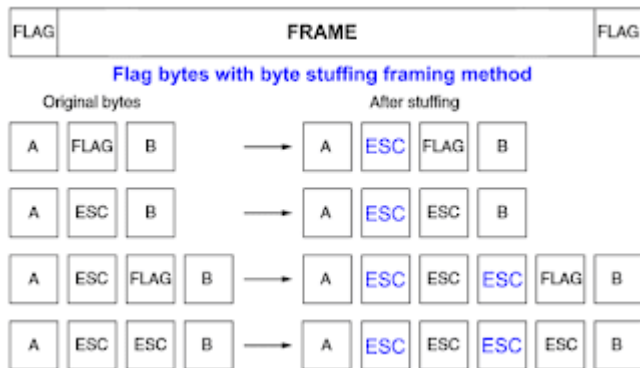 FLAG FRAME FLAG
Flag bytes with byte stuffing framing method
Original bytes After stuffing
A FLAG B A ESC FLAG B
A ESC B A ESC ESC B
A ESC FLAG B A ESC ESC ESC FLAG B
A ESC ESC B A ESC ESC ESC ESC B